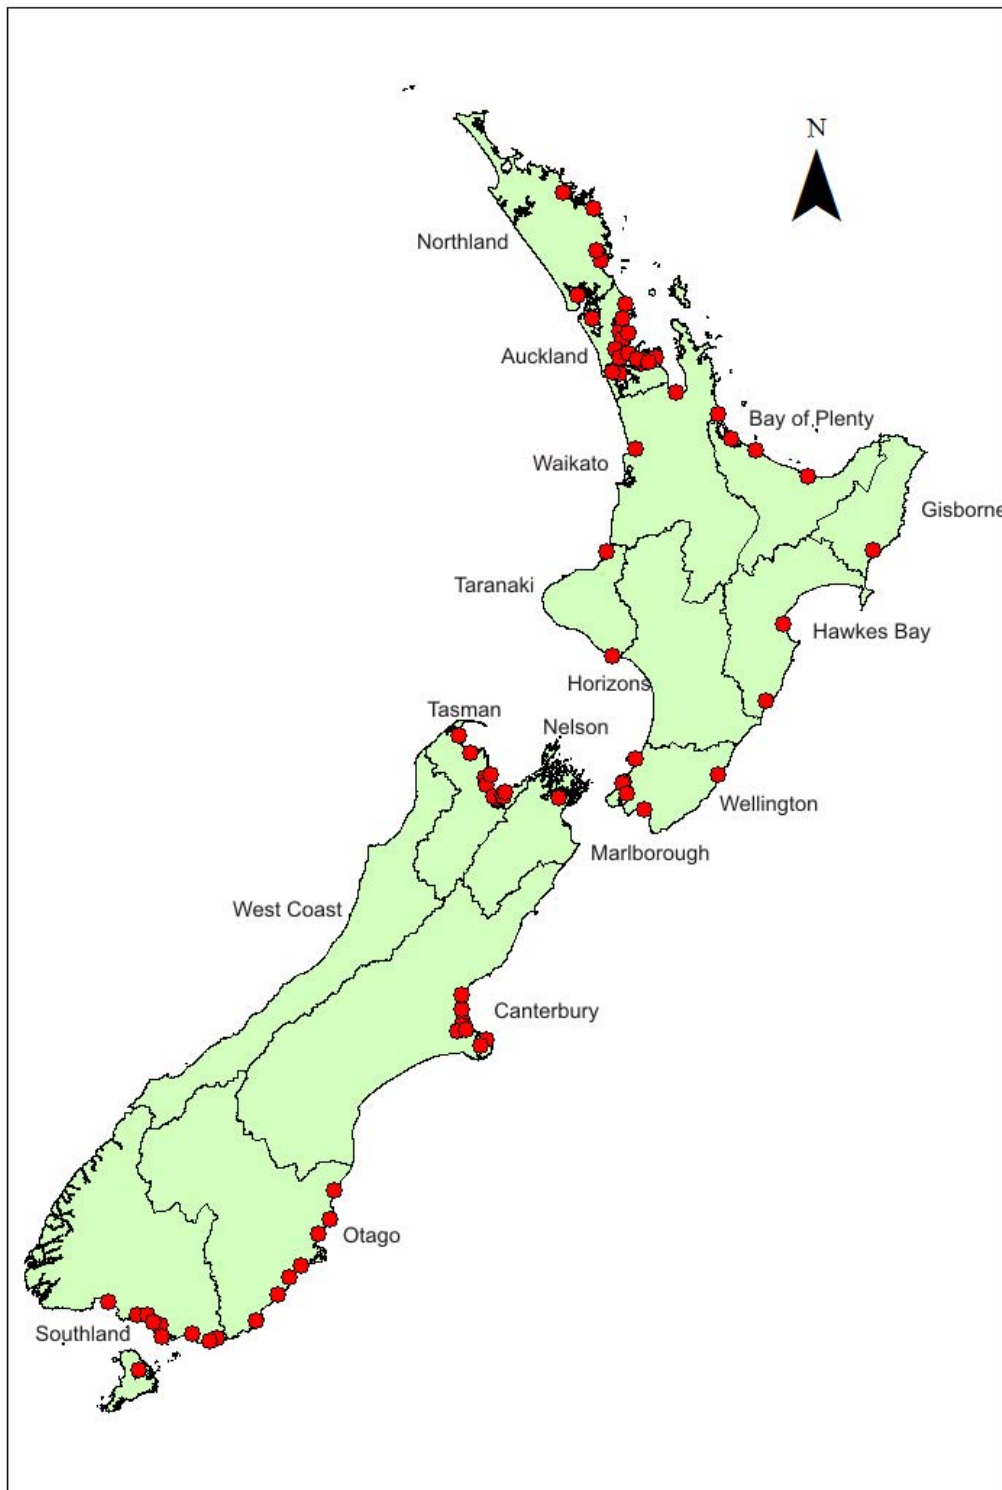 N
Northland
Auckland
Bay of Plenty
Waikato
Gisborne
Taranaki
Hawkes Bay
Horizons
Tasman
Nelson
Wellington
Marlborough
West Coast
Canterbury
Otago
Southland